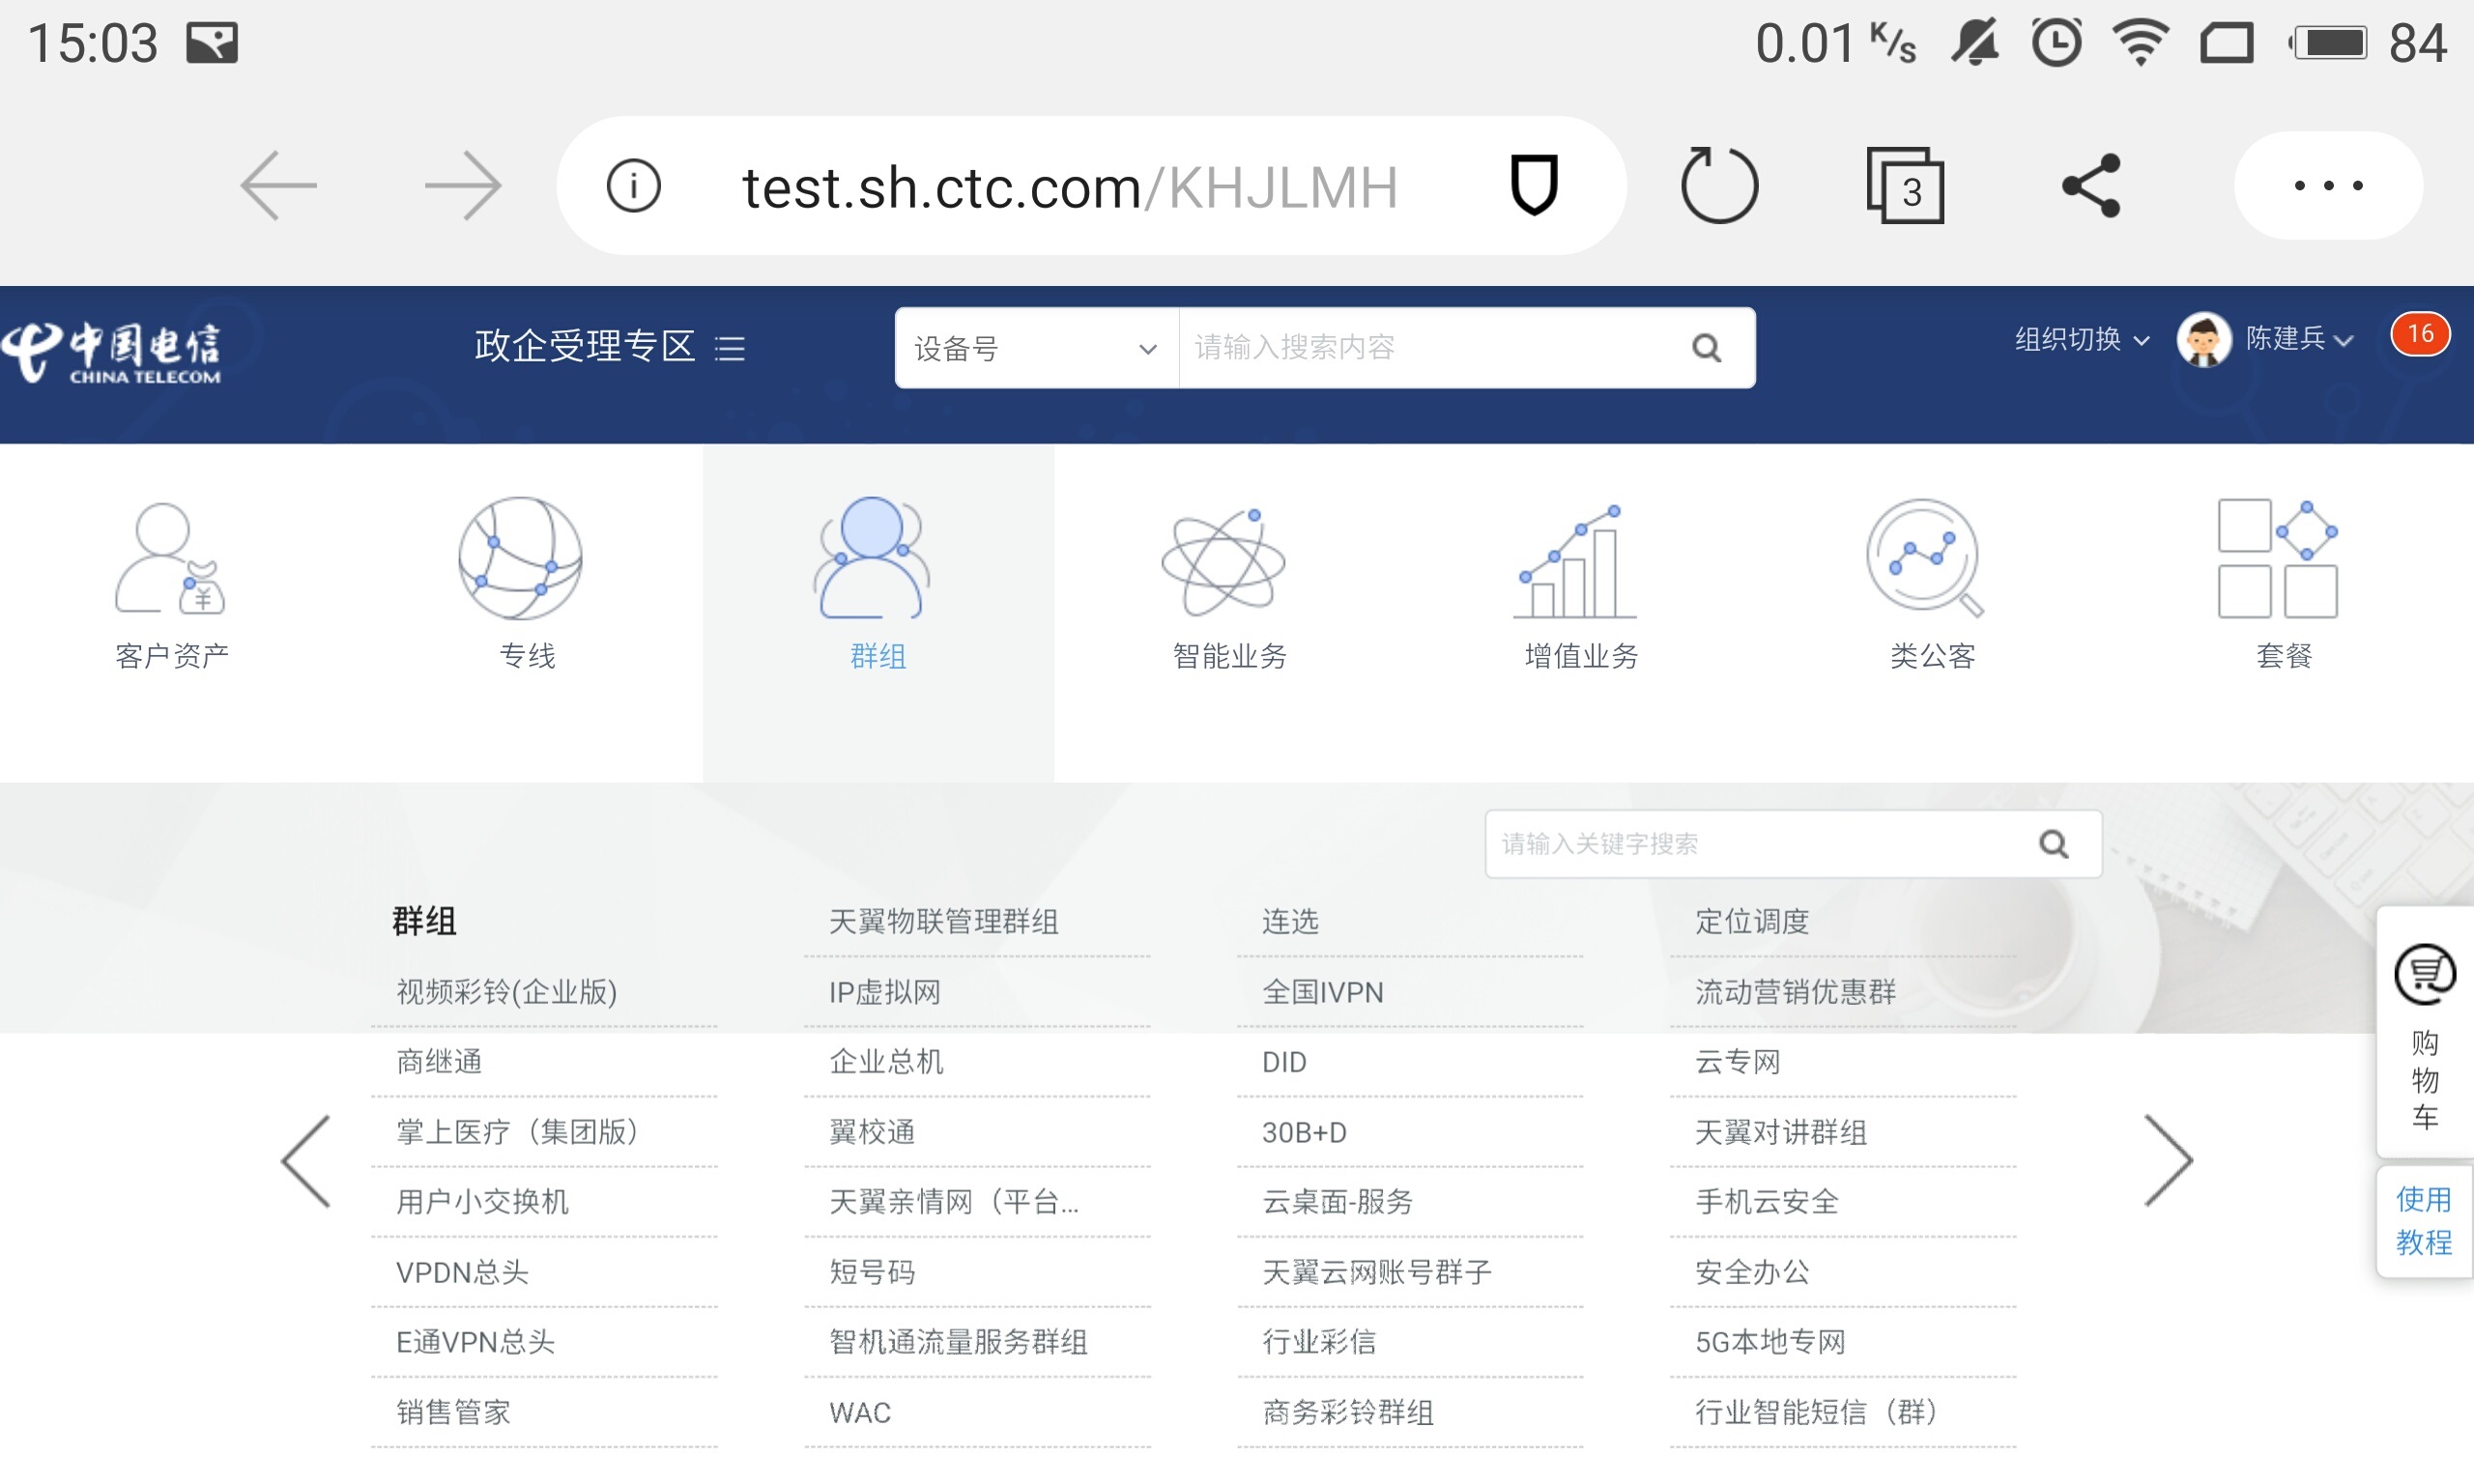 15:03
0.01 K/s
84
test.sh.ctc.com/KHJLMH
3
中国电信
CHINA TELECOM
政企受理专区
设备号
请输入搜索内容
组织切换
陈建兵
16
客户资产
专线
群组
智能业务
增值业务
类公客
套餐
请输入关键字搜索
群组
天翼物联管理群组
连选
定位调度
视频彩铃(企业版)
IP虚拟网
全国IVPN
流动营销优惠群
商继通
企业总机
DID
云专网
掌上医疗（集团版）
翼校通
30B+D
天翼对讲群组
用户小交换机
天翼亲情网（平台...
云桌面-服务
手机云安全
VPDN总头
短号码
天翼云网账号群子
安全办公
E通VPN总头
智机通流量服务群组
行业彩信
5G本地专网
销售管家
WAC
商务彩铃群组
行业智能短信（群）
购
物
车
使用
教程